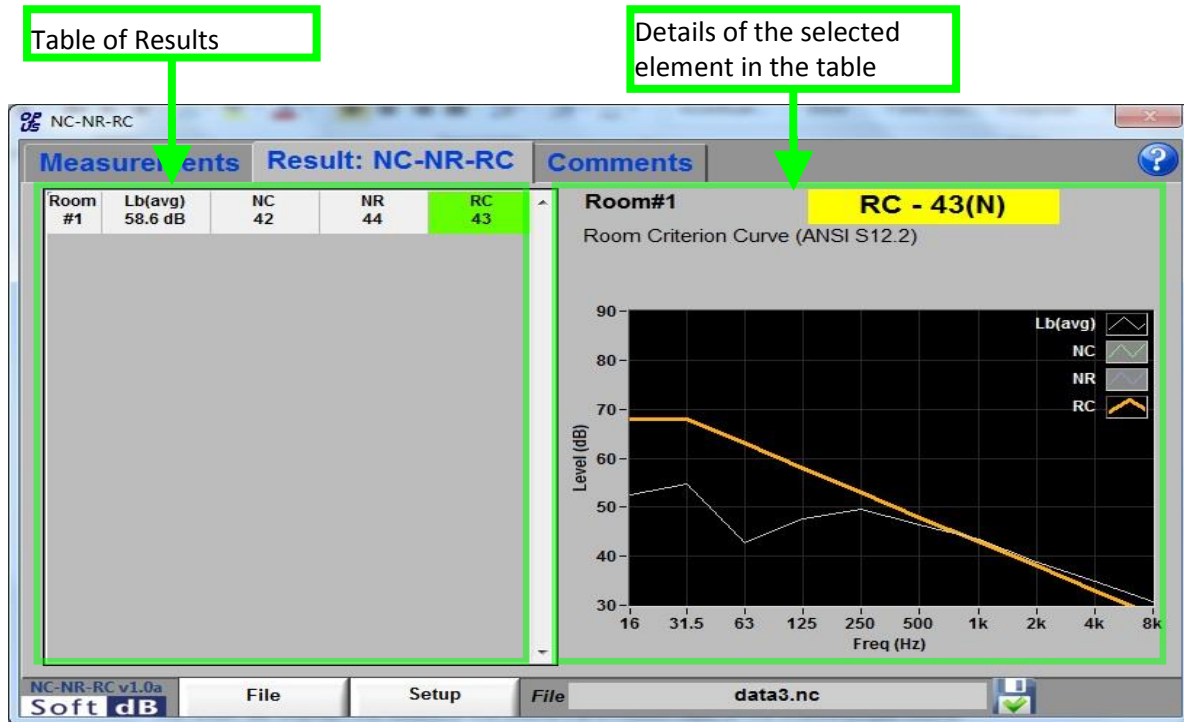 Table of Results
Details of the selected
element in the table
NC-NR-RC
Measurements
Result: NC-NR-RC
Comments
?
Room Lb(avg) NC NR RC
#1 58.6 dB 42 44 43
Room#1
RC - 43(N)
Room Criterion Curve (ANSI S12.2)
Lb(avg)
NC
NR
RC
Level (dB)
90
80
70
60
50
40
30
16 31.5 63 125 250 500 1k 2k 4k 8k
Freq (Hz)
NC-NR-RC v1.0a
Soft dB
File
Setup
File
data3.nc